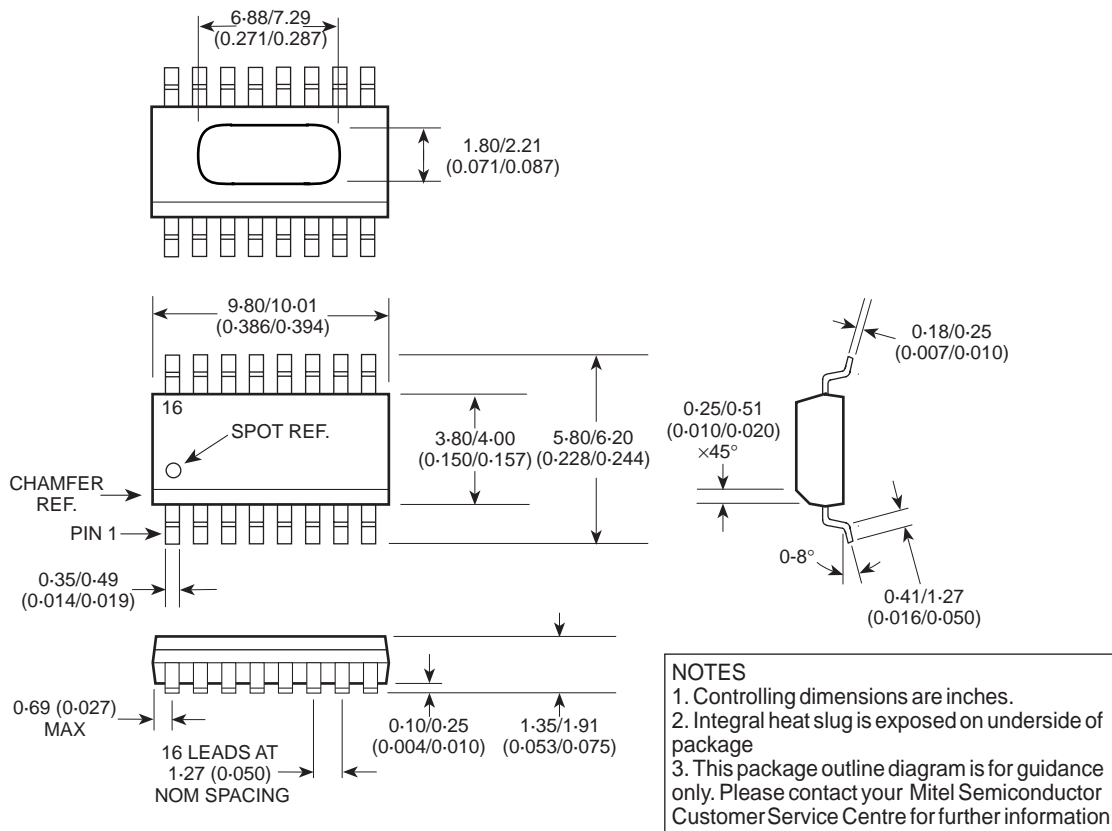 6·88/7.29
(0.271/0.287)
1.80/2.21
(0.071/0.087)
9·80/10·01
(0·386/0·394)
16
SPOT REF.
CHAMFER
REF.
PIN 1
3·80/4·00
(0·150/0·157)
5·80/6·20
(0·228/0·244)
0·35/0·49
(0·014/0·019)
0·18/0·25
(0·007/0·010)
0·25/0·51
(0·010/0·020)
×45°
0-8°
0·41/1·27
(0·016/0·050)
0·69 (0·027)
MAX
16 LEADS AT
1·27 (0·050)
NOM SPACING
0·10/0·25
(0·004/0·010)
1·35/1·91
(0·053/0·075)
NOTES
1. Controlling dimensions are inches.
2. Integral heat slug is exposed on underside of
package
3. This package outline diagram is for guidance
only. Please contact your Mitel Semiconductor
Customer Service Centre for further information